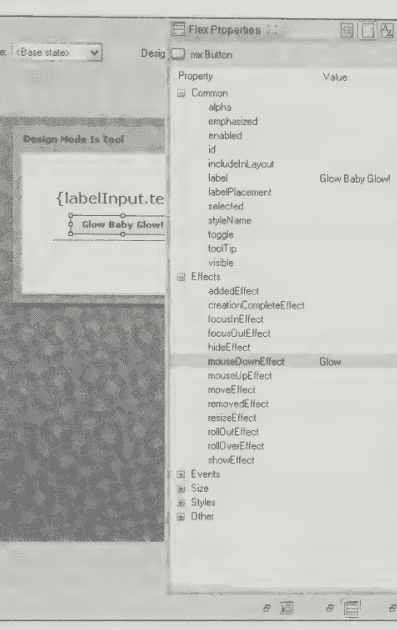 Flex Properties
e: <Base state>
Desig
mx:Button
Property Value
Common
alpha
emphasized
enabled
id
includeInLayout
label Glow Baby Glow!
labelPlacement
selected
styleName
toggle
toolTip
visible
Effects
addedEffect
creationCompleteEffect
focusInEffect
focusOutEffect
hideEffect
mouseDownEffect Glow
mouseUpEffect
moveEffect
removedEffect
resizeEffect
rollOutEffect
rollOverEffect
showEffect
Events
Size
Styles
Other
Design Mode Is Cool
{labelInput.te
Glow Baby Glow!